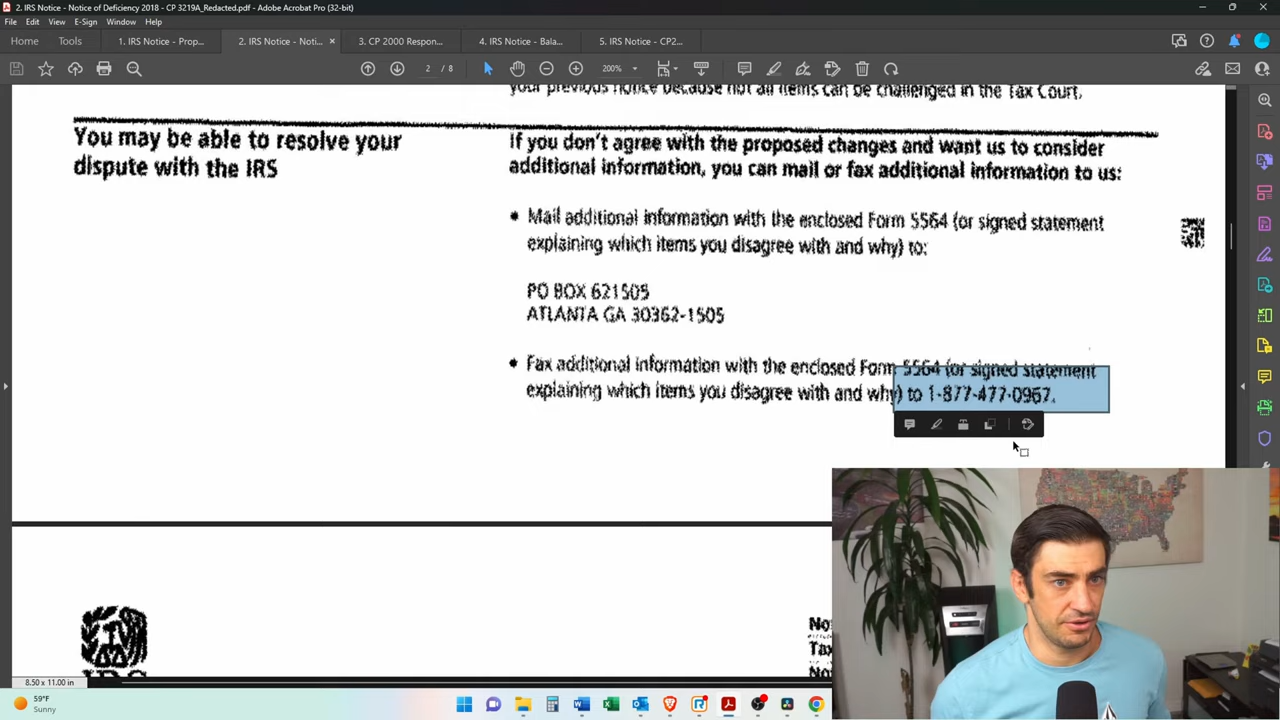 2. IRS Notice - Notice of Deficiency 2018 - CP 3219A_Redacted.pdf - Adobe Acrobat Pro (32-bit)
File Edit View E-Sign Window Help
Home Tools 1. IRS Notice - Prop... 2. IRS Notice - Noti... × 3. CP 2000 Respon... 4. IRS Notice - Bala... 5. IRS Notice - CP2...
2 / 8 200%
your previous notice because not all items can be challenged in the Tax Court.
You may be able to resolve your
dispute with the IRS
If you don't agree with the proposed changes and want us to consider
additional information, you can mail or fax additional information to us:
• Mail additional information with the enclosed Form 5564 (or signed statement
explaining which items you disagree with and why) to:
PO BOX 621505
ATLANTA GA 30362-1505
• Fax additional information with the enclosed Form 5564 (or signed statement
explaining which items you disagree with and why) to 1-877-477-0967.
8.50 x 11.00 in
59°F
Sunny